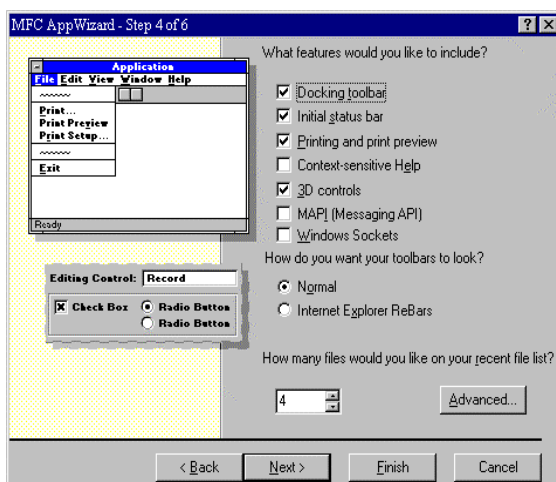 MFC AppWizard - Step 4 of 6
Application
File Edit View Window Help
Print...
Print Preview
Print Setup...
Exit
Ready
Editing Control: Record
Check Box
Radio Button
Radio Button
What features would you like to include?
Docking toolbar
Initial status bar
Printing and print preview
Context-sensitive Help
3D controls
MAPI (Messaging API)
Windows Sockets
How do you want your toolbars to look?
Normal
Internet Explorer ReBars
How many files would you like on your recent file list?
4
Advanced...
< Back
Next >
Finish
Cancel